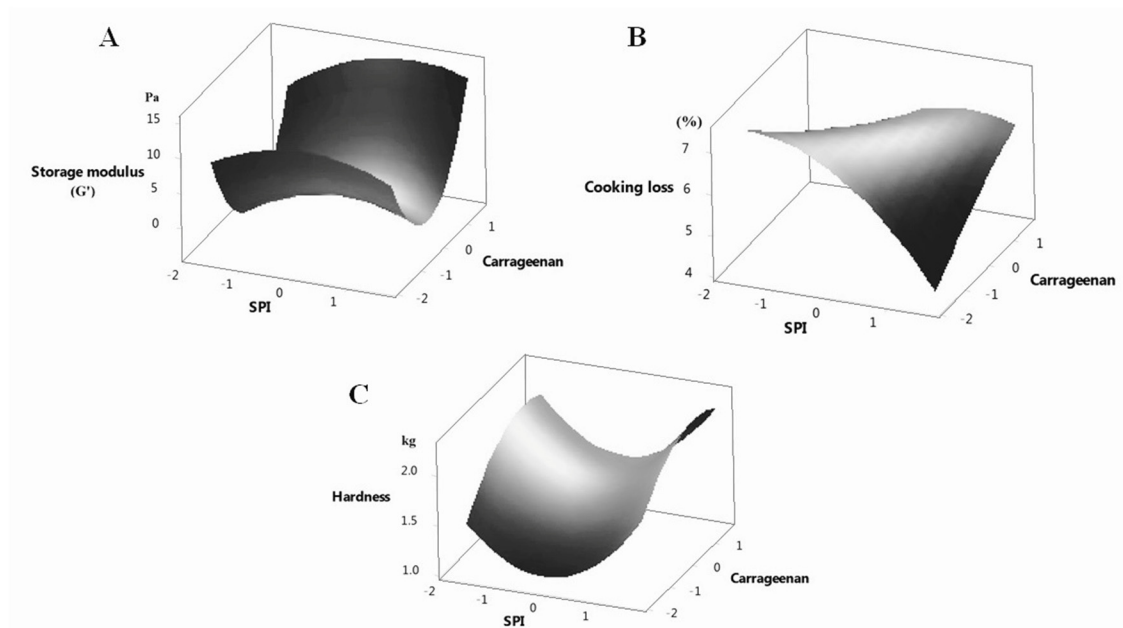 A
Pa
15
10
5
0
Storage modulus
(G')
-2
-1
0
1
SPI
-2
-1
0
1
Carrageenan
B
(%)
7
6
5
4
Cooking loss
-2
-1
0
1
SPI
-2
-1
0
1
Carrageenan
C
kg
2.0
1.5
1.0
Hardness
-2
-1
0
1
SPI
-2
-1
0
1
Carrageenan